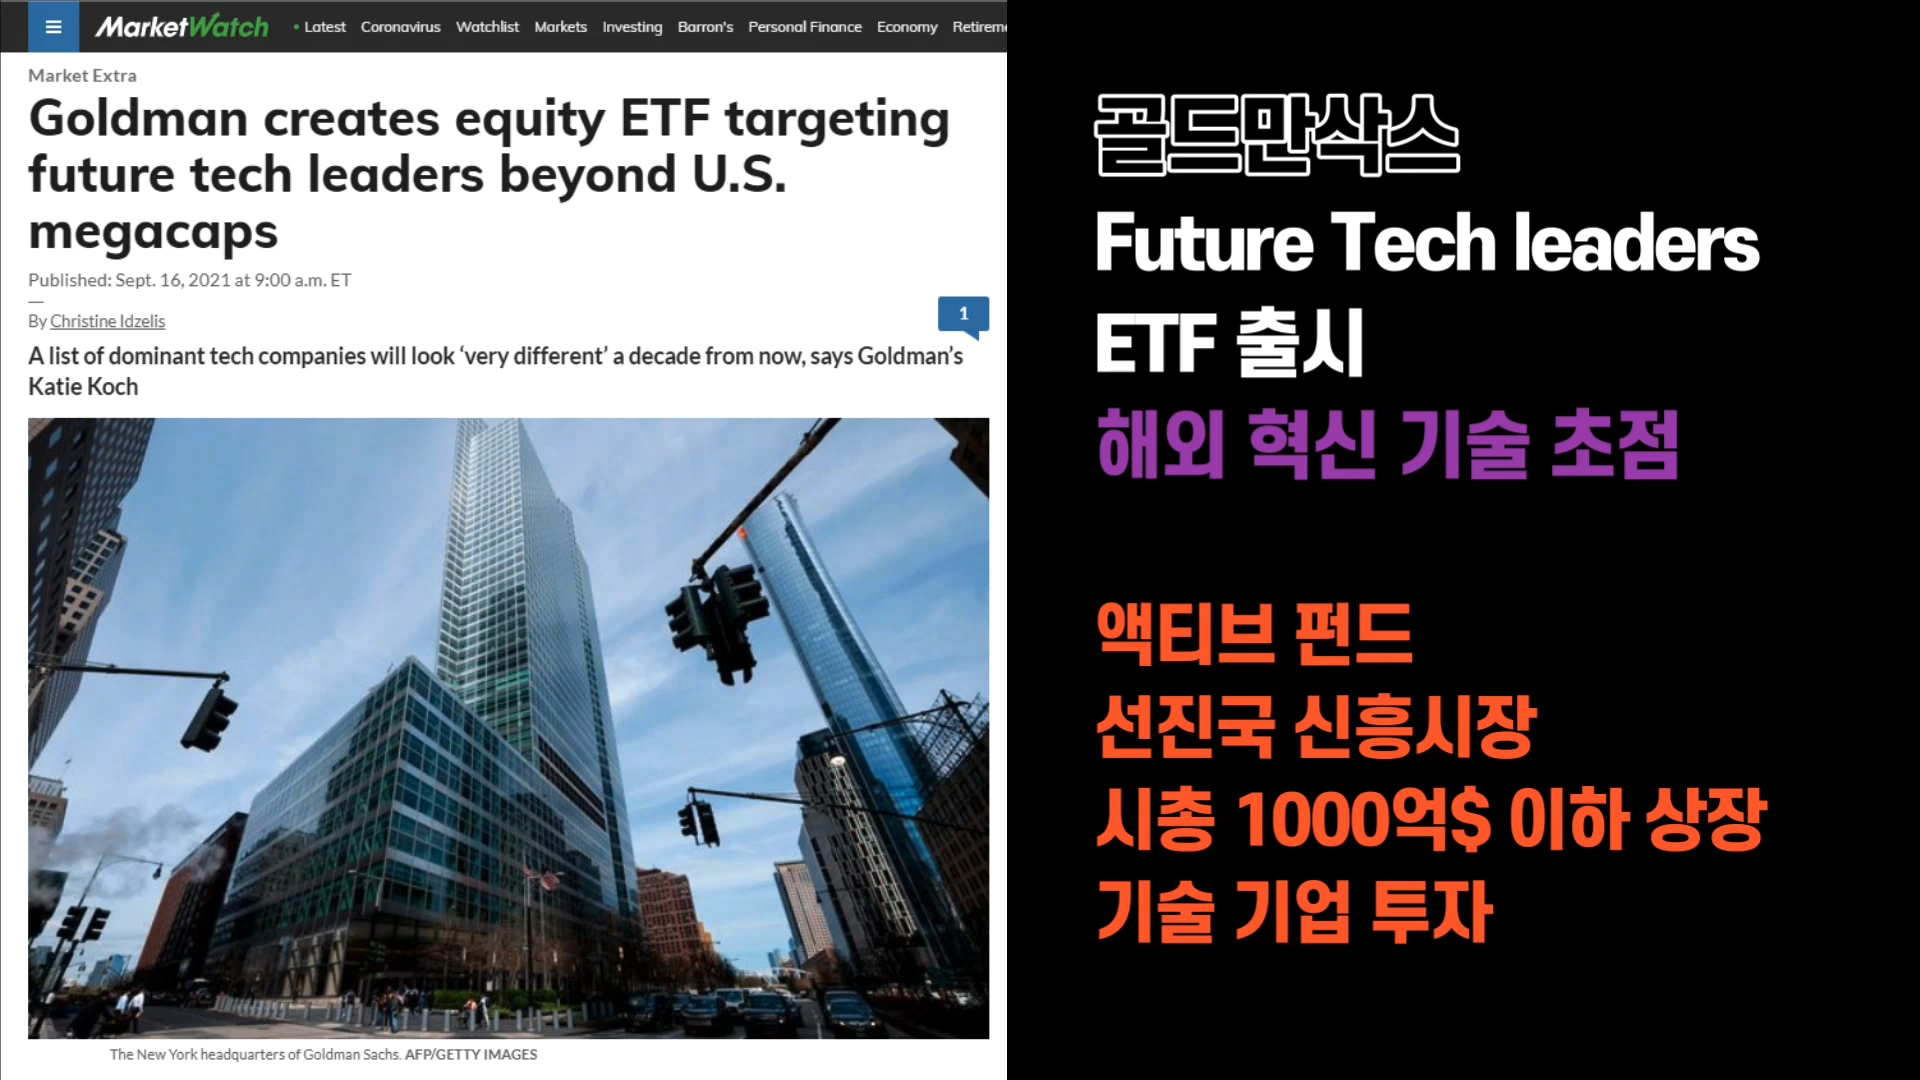 MarketWatch
• Latest Coronavirus Watchlist Markets Investing Barron's Personal Finance Economy Retirem
Market Extra
Goldman creates equity ETF targeting
future tech leaders beyond U.S.
megacaps
Published: Sept. 16, 2021 at 9:00 a.m. ET
By Christine Idzelis
1
A list of dominant tech companies will look ‘very different’ a decade from now, says Goldman’s
Katie Koch
The New York headquarters of Goldman Sachs. AFP/GETTY IMAGES
골드만삭스
Future Tech leaders
ETF 출시
해외 혁신 기술 초점
액티브 펀드
선진국 신흥시장
시총 1000억$ 이하 상장
기술 기업 투자